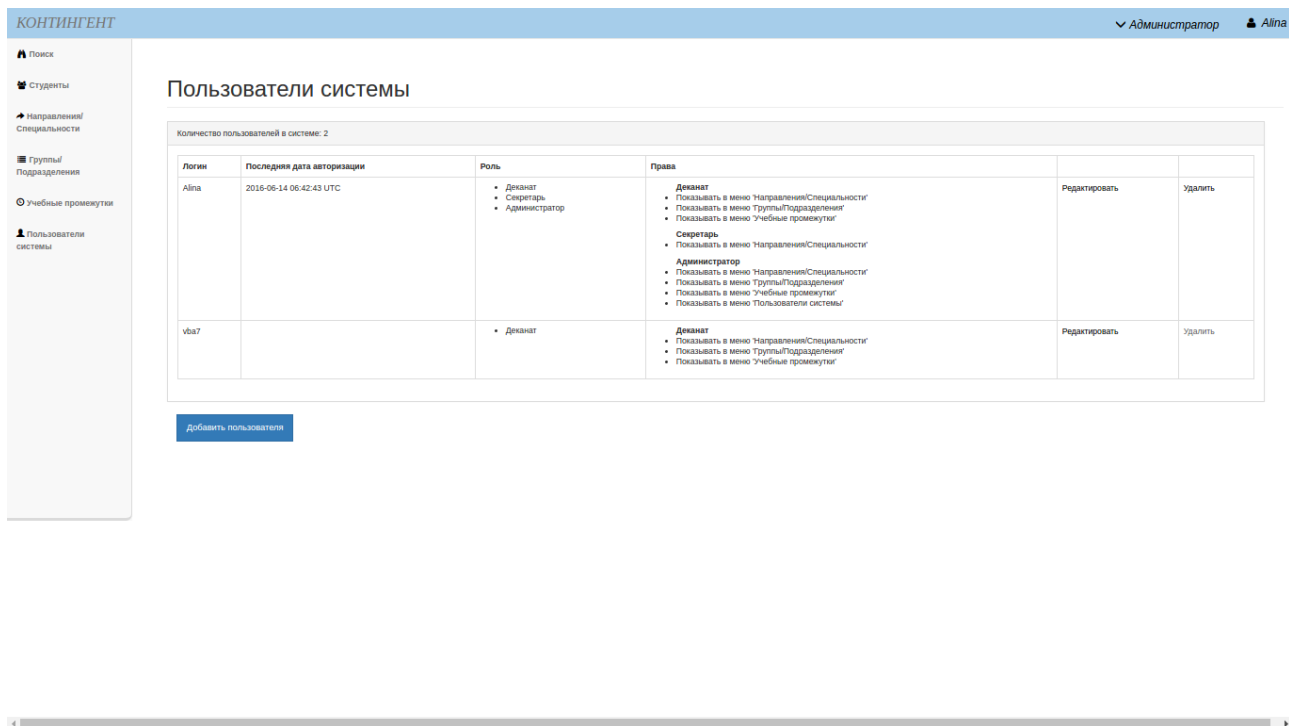 КОНТИНГЕНТ
Администратор Alina
Поиск
Студенты
Направления/
Специальности
Группы/
Подразделения
Учебные промежутки
Пользователи
системы
Пользователи системы
Количество пользователей в системе: 2
Логин Последняя дата авторизации Роль Права
Alina 2016-06-14 06:42:43 UTC
• Деканат
• Секретарь
• Администратор
Деканат
• Показывать в меню 'Направления/Специальности'
• Показывать в меню 'Группы/Подразделения'
• Показывать в меню 'Учебные промежутки'
Секретарь
• Показывать в меню 'Направления/Специальности'
Администратор
• Показывать в меню 'Направления/Специальности'
• Показывать в меню 'Группы/Подразделения'
• Показывать в меню 'Учебные промежутки'
• Показывать в меню 'Пользователи системы'
Редактировать Удалить
vba7
• Деканат
Деканат
• Показывать в меню 'Направления/Специальности'
• Показывать в меню 'Группы/Подразделения'
• Показывать в меню 'Учебные промежутки'
Редактировать Удалить
Добавить пользователя